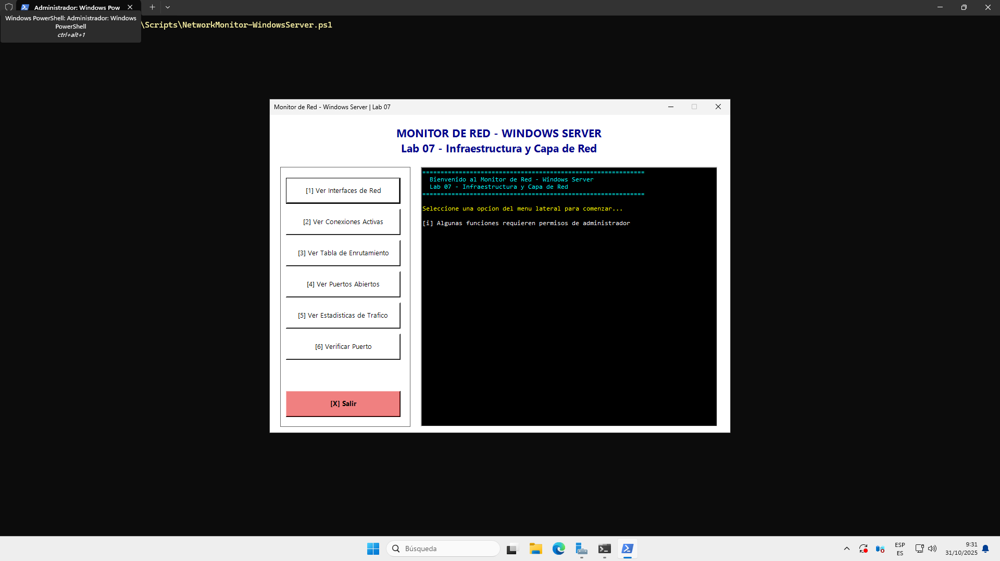 Administrador: Windows Pow
Windows PowerShell: Administrador: Windows
PowerShell
ctrl+alt+1
\Scripts\NetworkMonitor-WindowsServer.ps1
Monitor de Red - Windows Server | Lab 07
MONITOR DE RED - WINDOWS SERVER
Lab 07 - Infraestructura y Capa de Red
[1] Ver Interfaces de Red
[2] Ver Conexiones Activas
[3] Ver Tabla de Enrutamiento
[4] Ver Puertos Abiertos
[5] Ver Estadisticas de Trafico
[6] Verificar Puerto
[X] Salir
=============================================================
Bienvenido al Monitor de Red - Windows Server
Lab 07 - Infraestructura y Capa de Red
=============================================================
Seleccione una opcion del menu lateral para comenzar...
[i] Algunas funciones requieren permisos de administrador
Búsqueda
ESP
ES
9:31
31/10/2025